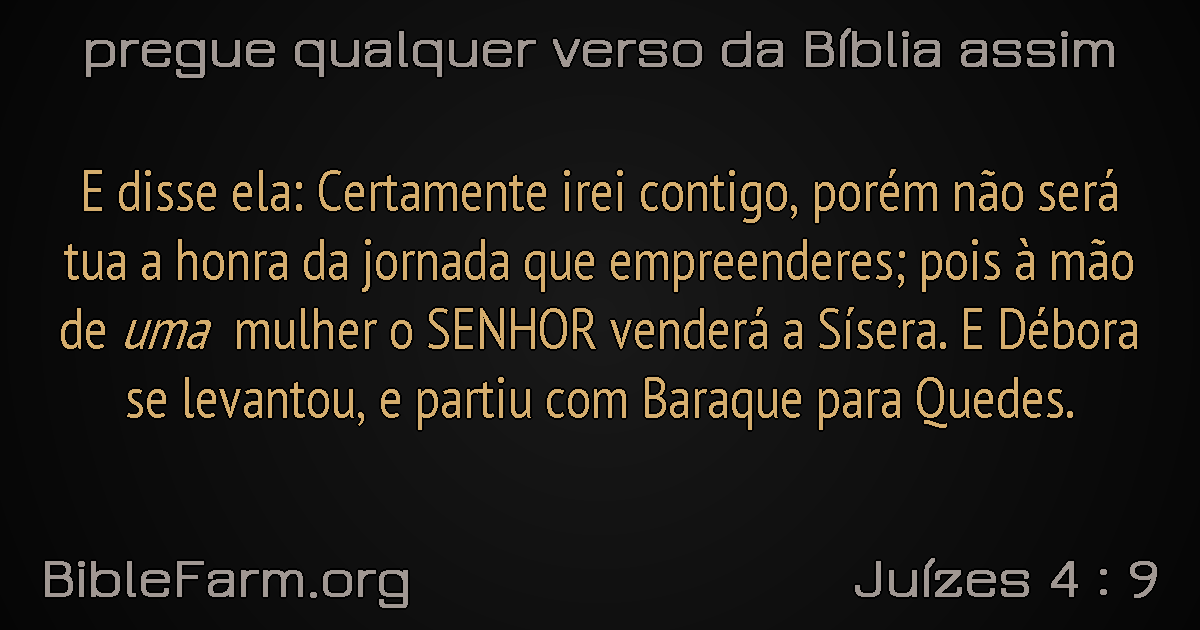 pregue qualquer verso da Bíblia assim
E disse ela: Certamente irei contigo, porém não será
tua a honra da jornada que empreenderes; pois à mão
de uma mulher o SENHOR venderá a Sísera. E Débora
se levantou, e partiu com Baraque para Quedes.
BibleFarm.org
Juízes 4 : 9